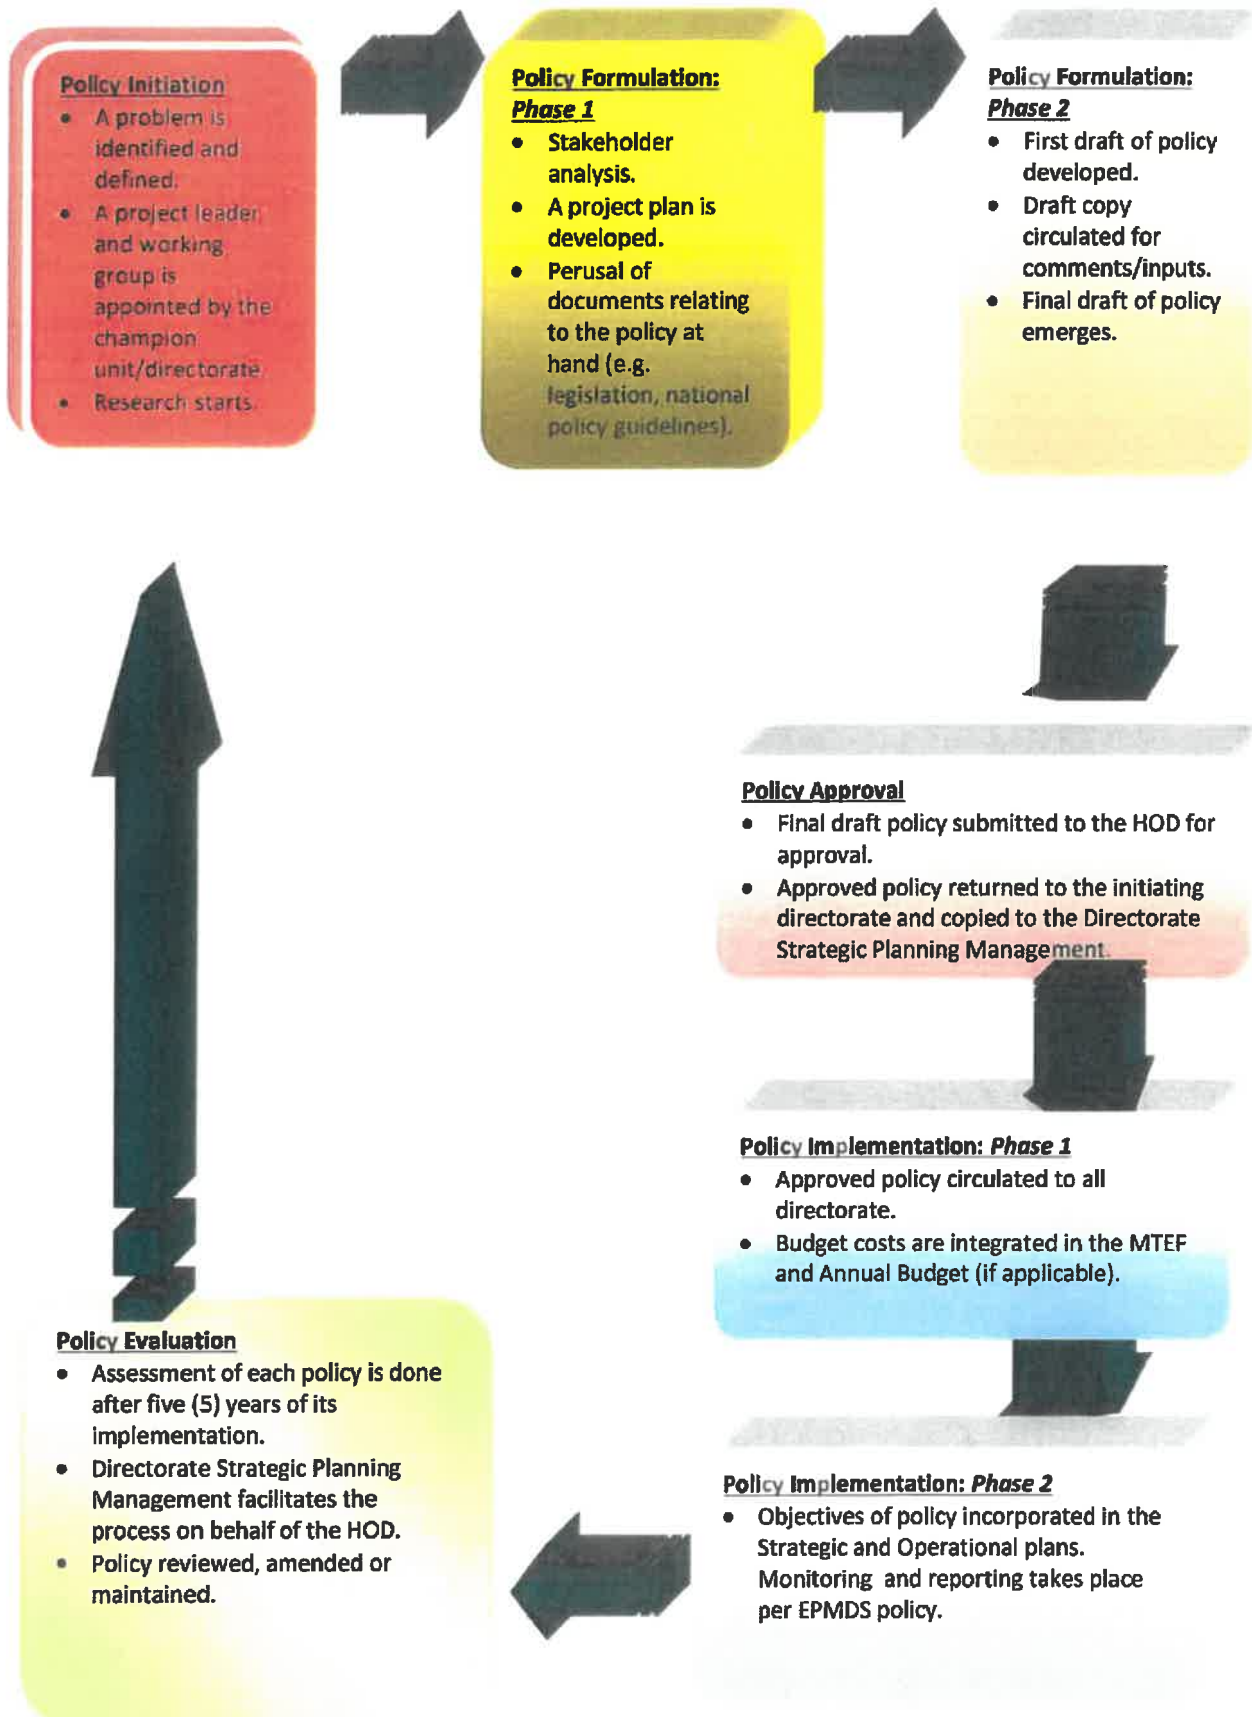 Policy Initiation
• A problem is
identified and
defined.
• A project leader
and working
group is
appointed by the
champion
unit/directorate.
• Research starts.
Policy Formulation:
Phase 1
• Stakeholder
analysis.
• A project plan is
developed.
• Perusal of
documents relating
to the policy at
hand (e.g.
legislation, national
policy guidelines).
Policy Formulation:
Phase 2
• First draft of policy
developed.
• Draft copy
circulated for
comments/inputs.
• Final draft of policy
emerges.
Policy Approval
• Final draft policy submitted to the HOD for
approval.
• Approved policy returned to the initiating
directorate and copied to the Directorate
Strategic Planning Management.
Policy Implementation: Phase 1
• Approved policy circulated to all
directorate.
• Budget costs are integrated in the MTEF
and Annual Budget (if applicable).
Policy Implementation: Phase 2
• Objectives of policy incorporated in the
Strategic and Operational plans.
Monitoring and reporting takes place
per EPMDS policy.
Policy Evaluation
• Assessment of each policy is done
after five (5) years of its
implementation.
• Directorate Strategic Planning
Management facilitates the
process on behalf of the HOD.
• Policy reviewed, amended or
maintained.